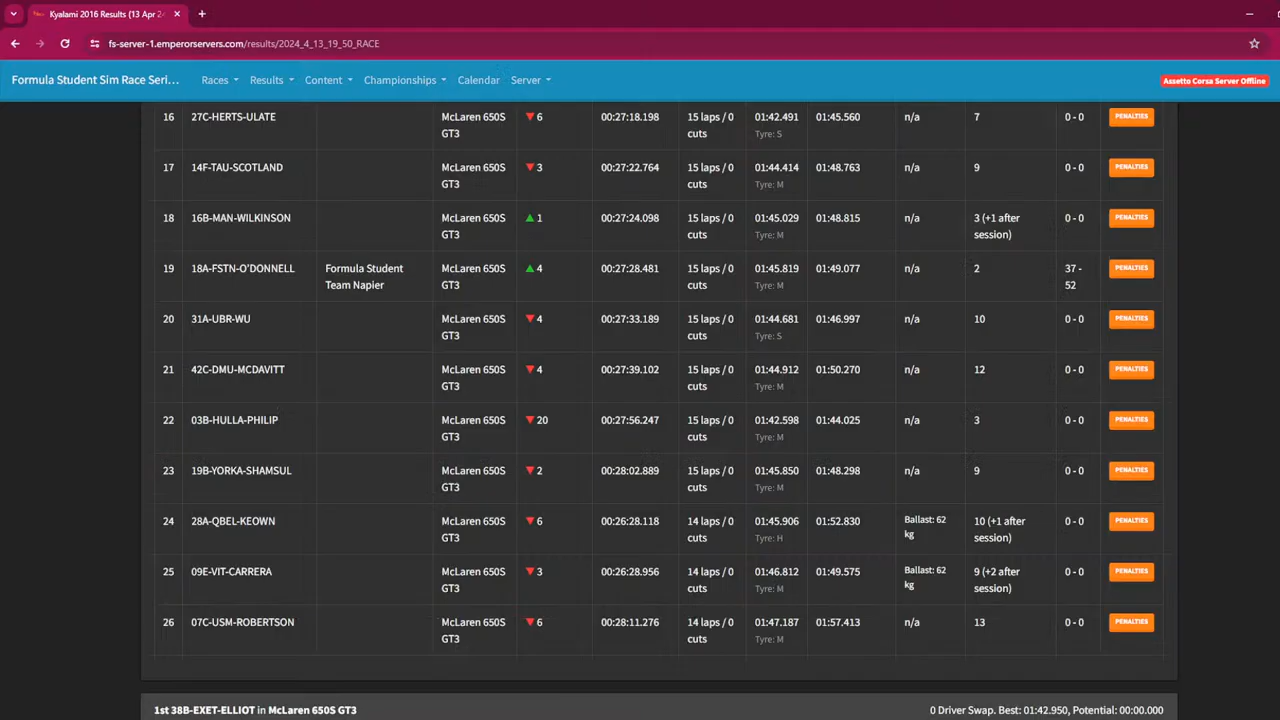 Kyalami 2016 Results (13 Apr 2
fs-server-1.emperorservers.com/results/2024_4_13_19_50_RACE
Formula Student Sim Race Seri... Races Results Content Championships Calendar Server Assetto Corsa Server Offline
16 27C-HERTS-ULATE McLaren 650S 6 00:27:18.198 15 laps / 0 01:42.491 01:45.560 n/a 7 0 - 0 PENALTIES
GT3 cuts Tyre: S
17 14F-TAU-SCOTLAND McLaren 650S 3 00:27:22.764 15 laps / 0 01:44.414 01:48.763 n/a 9 0 - 0 PENALTIES
GT3 cuts Tyre: M
18 16B-MAN-WILKINSON McLaren 650S 1 00:27:24.098 15 laps / 0 01:45.029 01:48.815 n/a 3 (+1 after 0 - 0 PENALTIES
GT3 cuts Tyre: M session)
19 18A-FSTN-O'DONNELL Formula Student McLaren 650S 4 00:27:28.481 15 laps / 0 01:45.819 01:49.077 n/a 2 37 - PENALTIES
Team Napier GT3 cuts Tyre: M 52
20 31A-UBR-WU McLaren 650S 4 00:27:33.189 15 laps / 0 01:44.681 01:46.997 n/a 10 0 - 0 PENALTIES
GT3 cuts Tyre: S
21 42C-DMU-MCDAVITT McLaren 650S 4 00:27:39.102 15 laps / 0 01:44.912 01:50.270 n/a 12 0 - 0 PENALTIES
GT3 cuts Tyre: M
22 03B-HULLA-PHILIP McLaren 650S 20 00:27:56.247 15 laps / 0 01:42.598 01:44.025 n/a 3 0 - 0 PENALTIES
GT3 cuts Tyre: M
23 19B-YORKA-SHAMSUL McLaren 650S 2 00:28:02.889 15 laps / 0 01:45.850 01:48.298 n/a 9 0 - 0 PENALTIES
GT3 cuts Tyre: M
24 28A-QBEL-KEOWN McLaren 650S 6 00:26:28.118 14 laps / 0 01:45.906 01:52.830 Ballast: 62 10 (+1 after 0 - 0 PENALTIES
GT3 cuts Tyre: H kg session)
25 09E-VIT-CARRERA McLaren 650S 3 00:26:28.956 14 laps / 0 01:46.812 01:49.575 Ballast: 62 9 (+2 after 0 - 0 PENALTIES
GT3 cuts Tyre: M kg session)
26 07C-USM-ROBERTSON McLaren 650S 6 00:28:11.276 14 laps / 0 01:47.187 01:57.413 n/a 13 0 - 0 PENALTIES
GT3 cuts Tyre: M
1st 38B-EXET-ELLIOT in McLaren 650S GT3 0 Driver Swap. Best: 01:42.950, Potential: 00:00.000